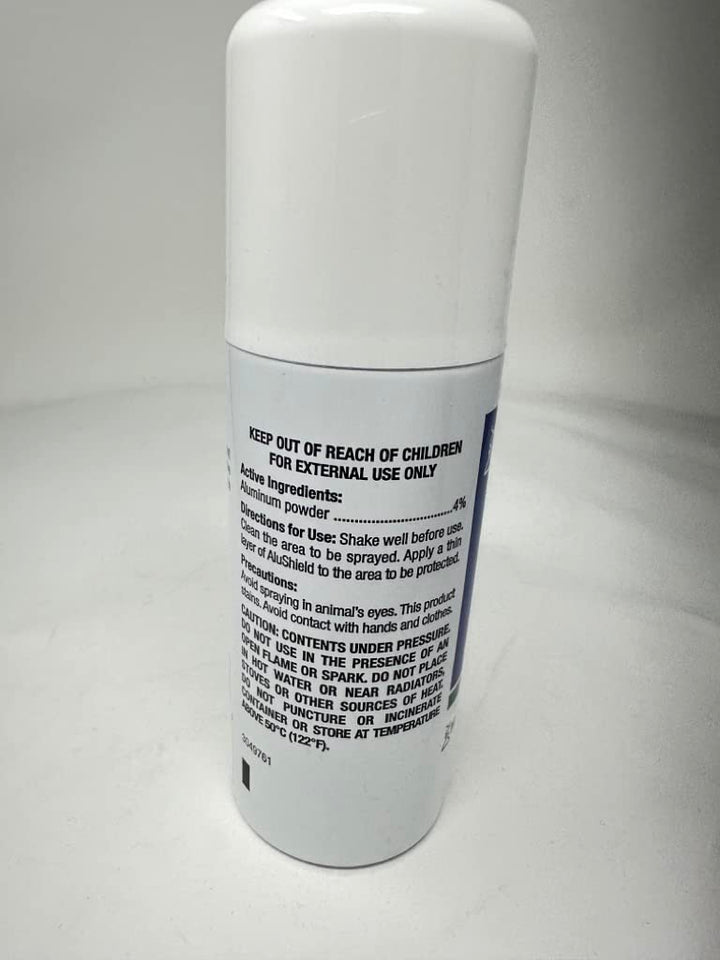 KEEP OUT OF REACH OF CHILDREN
FOR EXTERNAL USE ONLY
Active Ingredients:
Aluminum powder ..............................4%
Directions for Use: Shake well before use.
Clean the area to be sprayed. Apply a thin
layer of AluShield to the area to be protected.
Precautions:
Avoid spraying in animal's eyes. This product
stains. Avoid contact with hands and clothes.
CAUTION: CONTENTS UNDER PRESSURE.
DO NOT USE IN THE PRESENCE OF AN
OPEN FLAME OR SPARK. DO NOT PLACE
IN HOT WATER OR NEAR RADIATORS,
STOVES OR OTHER SOURCES OF HEAT.
DO NOT PUNCTURE OR INCINERATE
CONTAINER OR STORE AT TEMPERATURE
ABOVE 50°C (122°F).
3049761